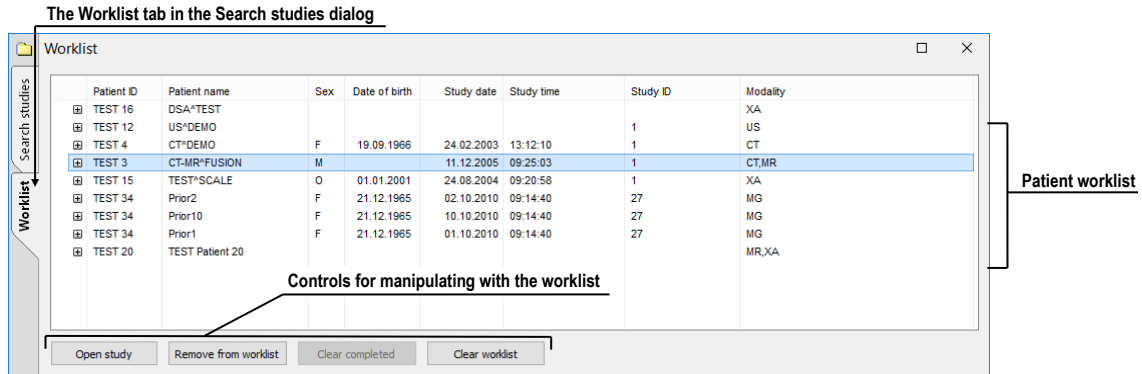 The Worklist tab in the Search studies dialog
Worklist
Search studies
Worklist
Patient ID Patient name Sex Date of birth Study date Study time Study ID Modality
TEST 16 DSA^TEST XA
TEST 12 US^DEMO 1 US
TEST 4 CT^DEMO F 19.09.1966 24.02.2003 13:12:10 1 CT
TEST 3 CT-MR^FUSION M 11.12.2005 09:25:03 1 CT,MR
TEST 15 TEST^SCALE O 01.01.2001 24.08.2004 09:20:58 1 XA
TEST 34 Prior2 F 21.12.1965 02.10.2010 09:14:40 27 MG
TEST 34 Prior10 F 21.12.1965 10.10.2010 09:14:40 27 MG
TEST 34 Prior1 F 21.12.1965 01.10.2010 09:14:40 27 MG
TEST 20 TEST Patient 20 MR,XA
Patient worklist
Controls for manipulating with the worklist
Open study Remove from worklist Clear completed Clear worklist